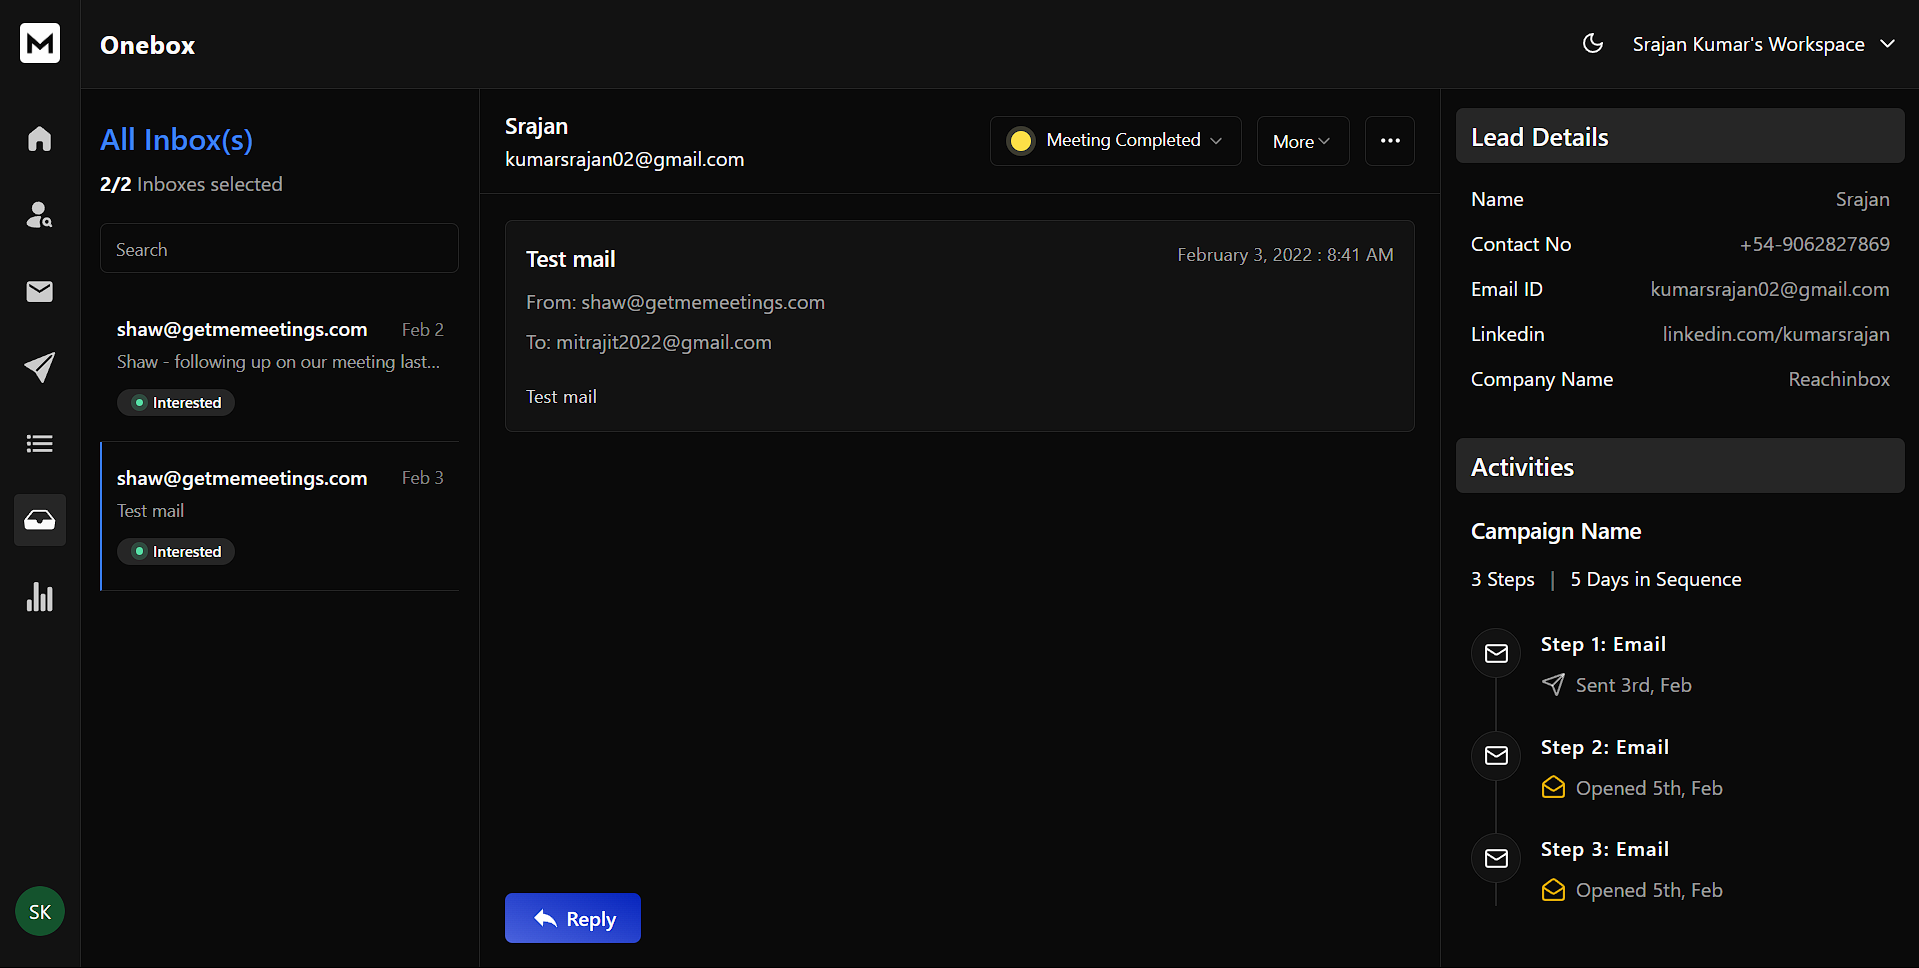 M
Onebox
Srajan Kumar's Workspace
All Inbox(s)
2/2 Inboxes selected
Search
shaw@getmemeetings.com Feb 2
Shaw - following up on our meeting last...
Interested
shaw@getmemeetings.com Feb 3
Test mail
Interested
SK
Srajan
kumarsrajan02@gmail.com
Meeting Completed
More
Test mail
February 3, 2022 : 8:41 AM
From: shaw@getmemeetings.com
To: mitrajit2022@gmail.com
Test mail
Reply
Lead Details
Name Srajan
Contact No +54-9062827869
Email ID kumarsrajan02@gmail.com
Linkedin linkedin.com/kumarsrajan
Company Name Reachinbox
Activities
Campaign Name
3 Steps | 5 Days in Sequence
Step 1: Email
Sent 3rd, Feb
Step 2: Email
Opened 5th, Feb
Step 3: Email
Opened 5th, Feb